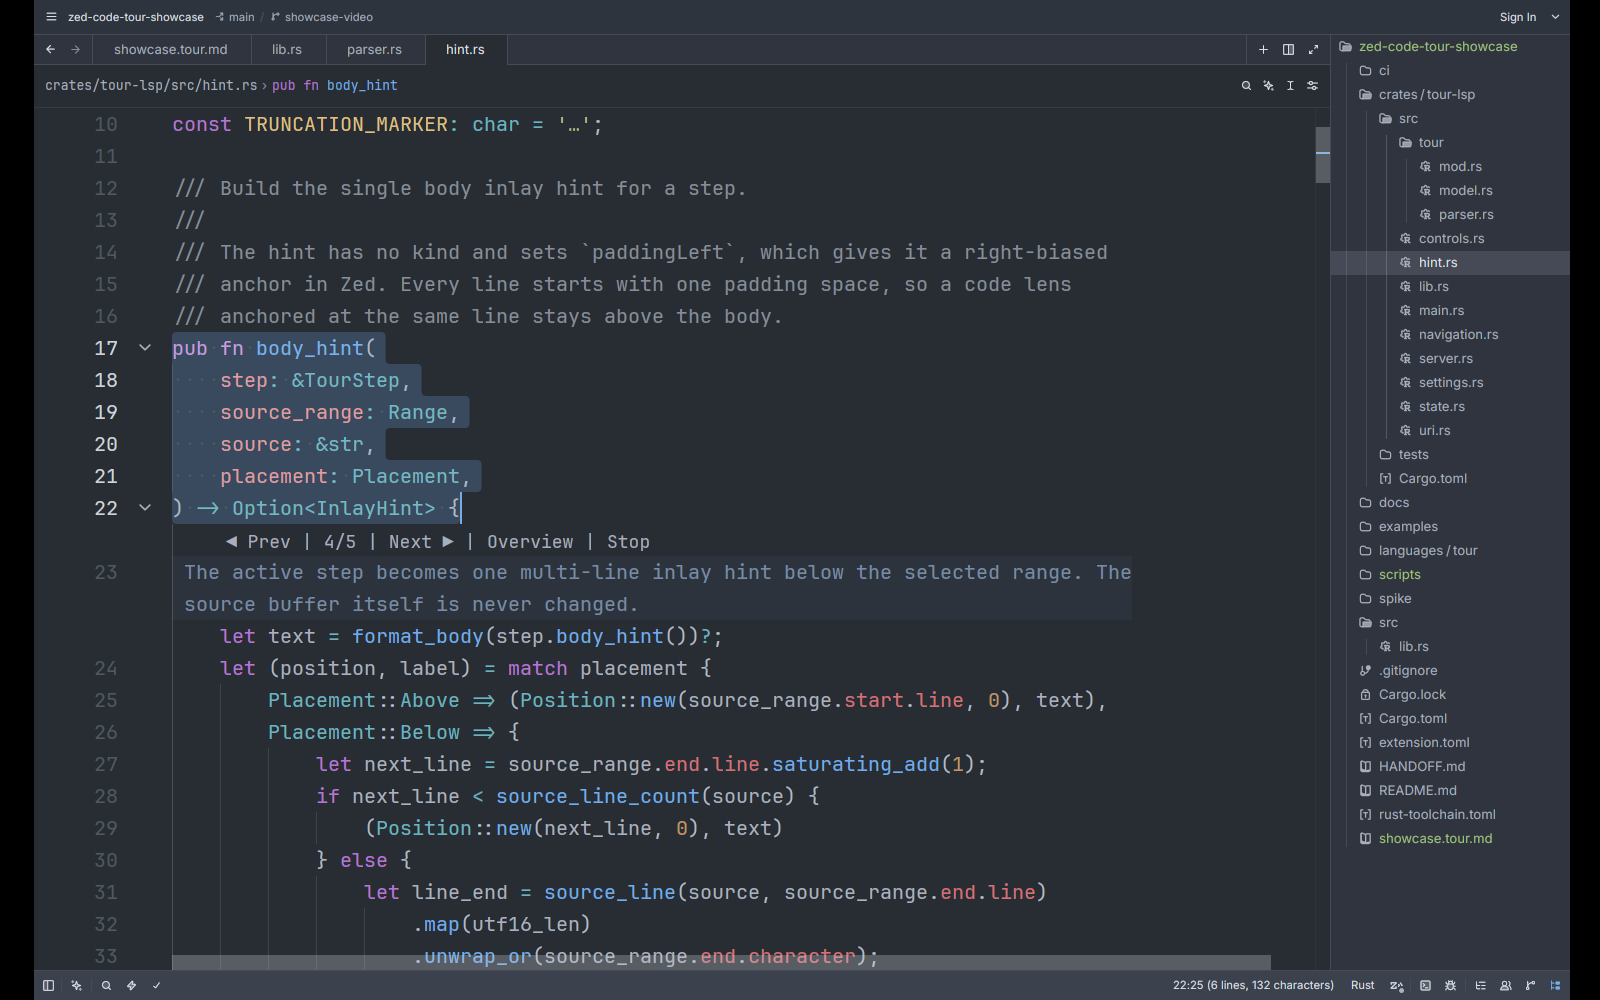 zed-code-tour-showcase main / showcase-video Sign In
showcase.tour.md lib.rs parser.rs hint.rs
crates/tour-lsp/src/hint.rs › pub fn body_hint
10 const TRUNCATION_MARKER: char = '…';
11
12 /// Build the single body inlay hint for a step.
13 ///
14 /// The hint has no kind and sets `paddingLeft`, which gives it a right-biased
15 /// anchor in Zed. Every line starts with one padding space, so a code lens
16 /// anchored at the same line stays above the body.
17 pub fn body_hint(
18 step: &TourStep,
19 source_range: Range,
20 source: &str,
21 placement: Placement,
22 ) -> Option<InlayHint> {
◀ Prev | 4/5 | Next ▶ | Overview | Stop
23 The active step becomes one multi-line inlay hint below the selected range. The
source buffer itself is never changed.
let text = format_body(step.body_hint())?;
24 let (position, label) = match placement {
25 Placement::Above => (Position::new(source_range.start.line, 0), text),
26 Placement::Below => {
27 let next_line = source_range.end.line.saturating_add(1);
28 if next_line < source_line_count(source) {
29 (Position::new(next_line, 0), text)
30 } else {
31 let line_end = source_line(source, source_range.end.line)
32 .map(utf16_len)
33 .unwrap_or(source_range.end.character);
zed-code-tour-showcase
ci
crates / tour-lsp
src
tour
mod.rs
model.rs
parser.rs
controls.rs
hint.rs
lib.rs
main.rs
navigation.rs
server.rs
settings.rs
state.rs
uri.rs
tests
Cargo.toml
docs
examples
languages / tour
scripts
spike
src
lib.rs
.gitignore
Cargo.lock
Cargo.toml
extension.toml
HANDOFF.md
README.md
rust-toolchain.toml
showcase.tour.md
22:25 (6 lines, 132 characters) Rust